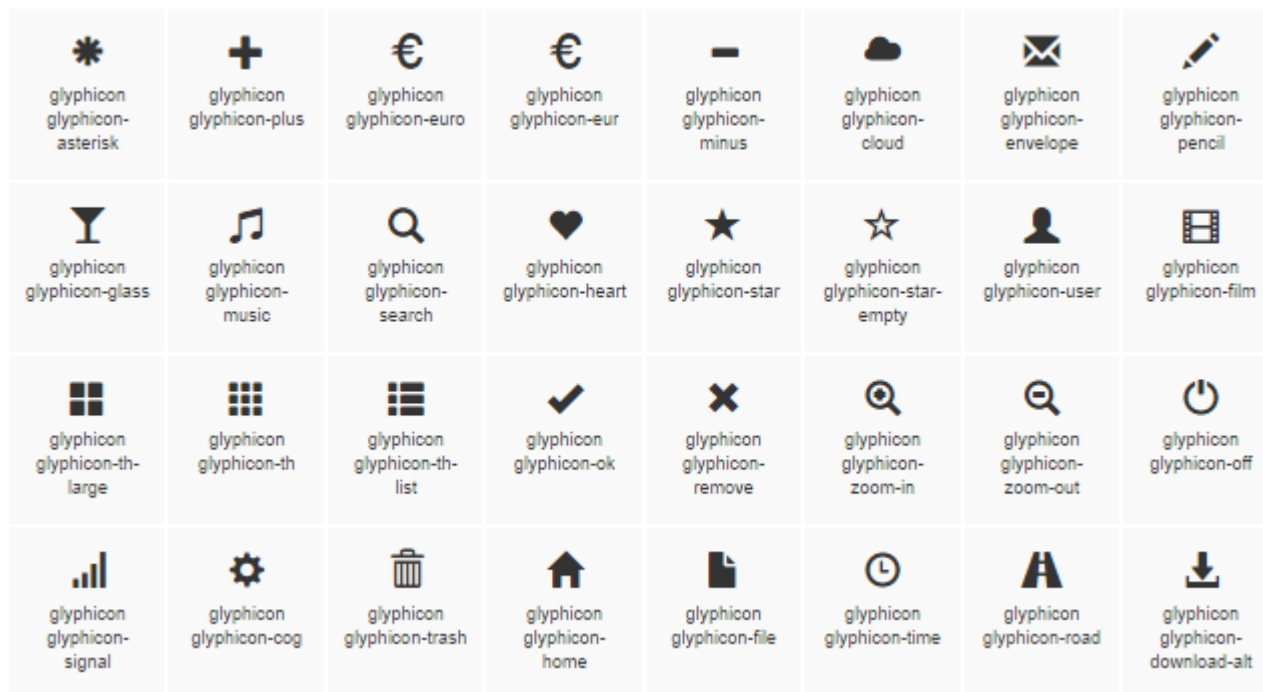 glyphicon
glyphicon-
asterisk
glyphicon
glyphicon-plus
glyphicon
glyphicon-euro
glyphicon
glyphicon-eur
glyphicon
glyphicon-
minus
glyphicon
glyphicon-
cloud
glyphicon
glyphicon-
envelope
glyphicon
glyphicon-
pencil
glyphicon
glyphicon-glass
glyphicon
glyphicon-
music
glyphicon
glyphicon-
search
glyphicon
glyphicon-heart
glyphicon
glyphicon-star
glyphicon
glyphicon-star-
empty
glyphicon
glyphicon-user
glyphicon
glyphicon-film
glyphicon
glyphicon-th-
large
glyphicon
glyphicon-th
glyphicon
glyphicon-th-
list
glyphicon
glyphicon-ok
glyphicon
glyphicon-
remove
glyphicon
glyphicon-
zoom-in
glyphicon
glyphicon-
zoom-out
glyphicon
glyphicon-off
glyphicon
glyphicon-
signal
glyphicon
glyphicon-cog
glyphicon
glyphicon-trash
glyphicon
glyphicon-
home
glyphicon
glyphicon-file
glyphicon
glyphicon-time
glyphicon
glyphicon-road
glyphicon
glyphicon-
download-alt